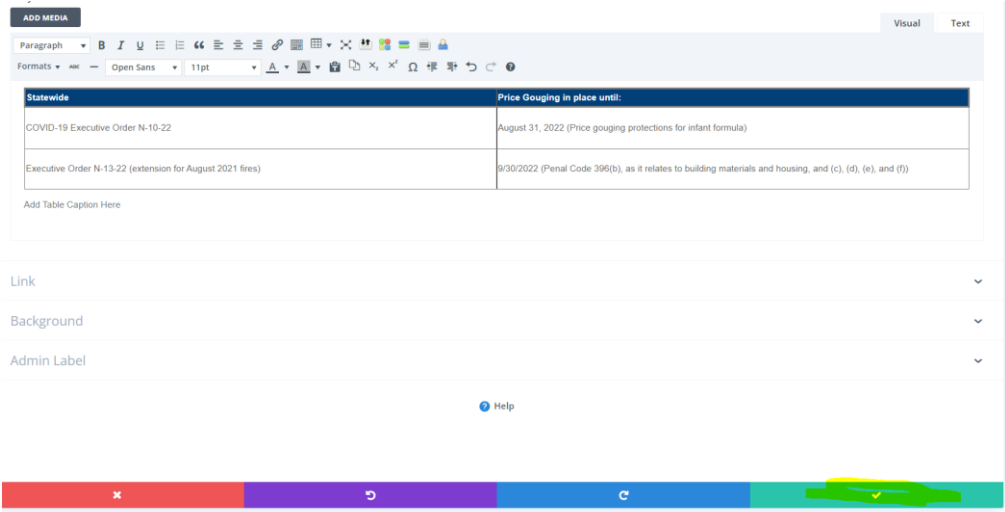 ADD MEDIA
Visual Text
Paragraph B I U
Formats ABC Open Sans 11pt A A X₂ X² Ω
Statewide Price Gouging in place until:
COVID-19 Executive Order N-10-22 August 31, 2022 (Price gouging protections for infant formula)
Executive Order N-13-22 (extension for August 2021 fires) 9/30/2022 (Penal Code 396(b), as it relates to building materials and housing, and (c), (d), (e), and (f))
Add Table Caption Here
Link
Background
Admin Label
Help